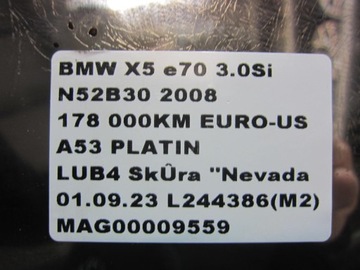 BMW X5 e70 3.0Si
N52B30 2008
178 000KM EURO-US
A53 PLATIN
LUB4 SkÛra "Nevada
01.09.23 L244386(M2)
MAG00009559